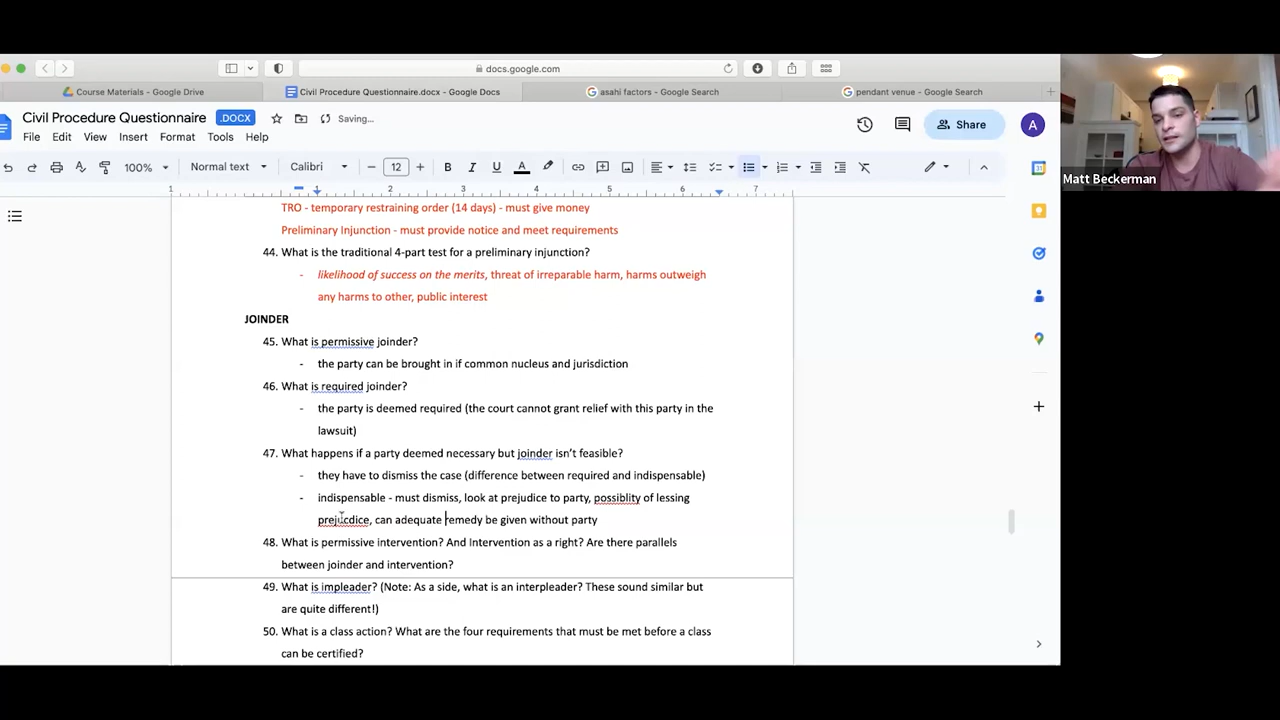 docs.google.com
Course Materials - Google Drive
Civil Procedure Questionnaire.docx - Google Docs
asahi factors - Google Search
pendant venue - Google Search
Civil Procedure Questionnaire .DOCX
Saving...
File Edit View Insert Format Tools Help
Share
A
100% Normal text Calibri 12 B I U A
1 1 2 3 4 5 6 7
Matt Beckerman
TRO - temporary restraining order (14 days) - must give money
Preliminary Injunction - must provide notice and meet requirements
44. What is the traditional 4-part test for a preliminary injunction?
- likelihood of success on the merits, threat of irreparable harm, harms outweigh
any harms to other, public interest
JOINDER
45. What is permissive joinder?
- the party can be brought in if common nucleus and jurisdiction
46. What is required joinder?
- the party is deemed required (the court cannot grant relief with this party in the
lawsuit)
47. What happens if a party deemed necessary but joinder isn't feasible?
- they have to dismiss the case (difference between required and indispensable)
- indispensable - must dismiss, look at prejudice to party, possiblity of lessing
prejucdice, can adequate remedy be given without party
48. What is permissive intervention? And Intervention as a right? Are there parallels
between joinder and intervention?
49. What is impleader? (Note: As a side, what is an interpleader? These sound similar but
are quite different!)
50. What is a class action? What are the four requirements that must be met before a class
can be certified?